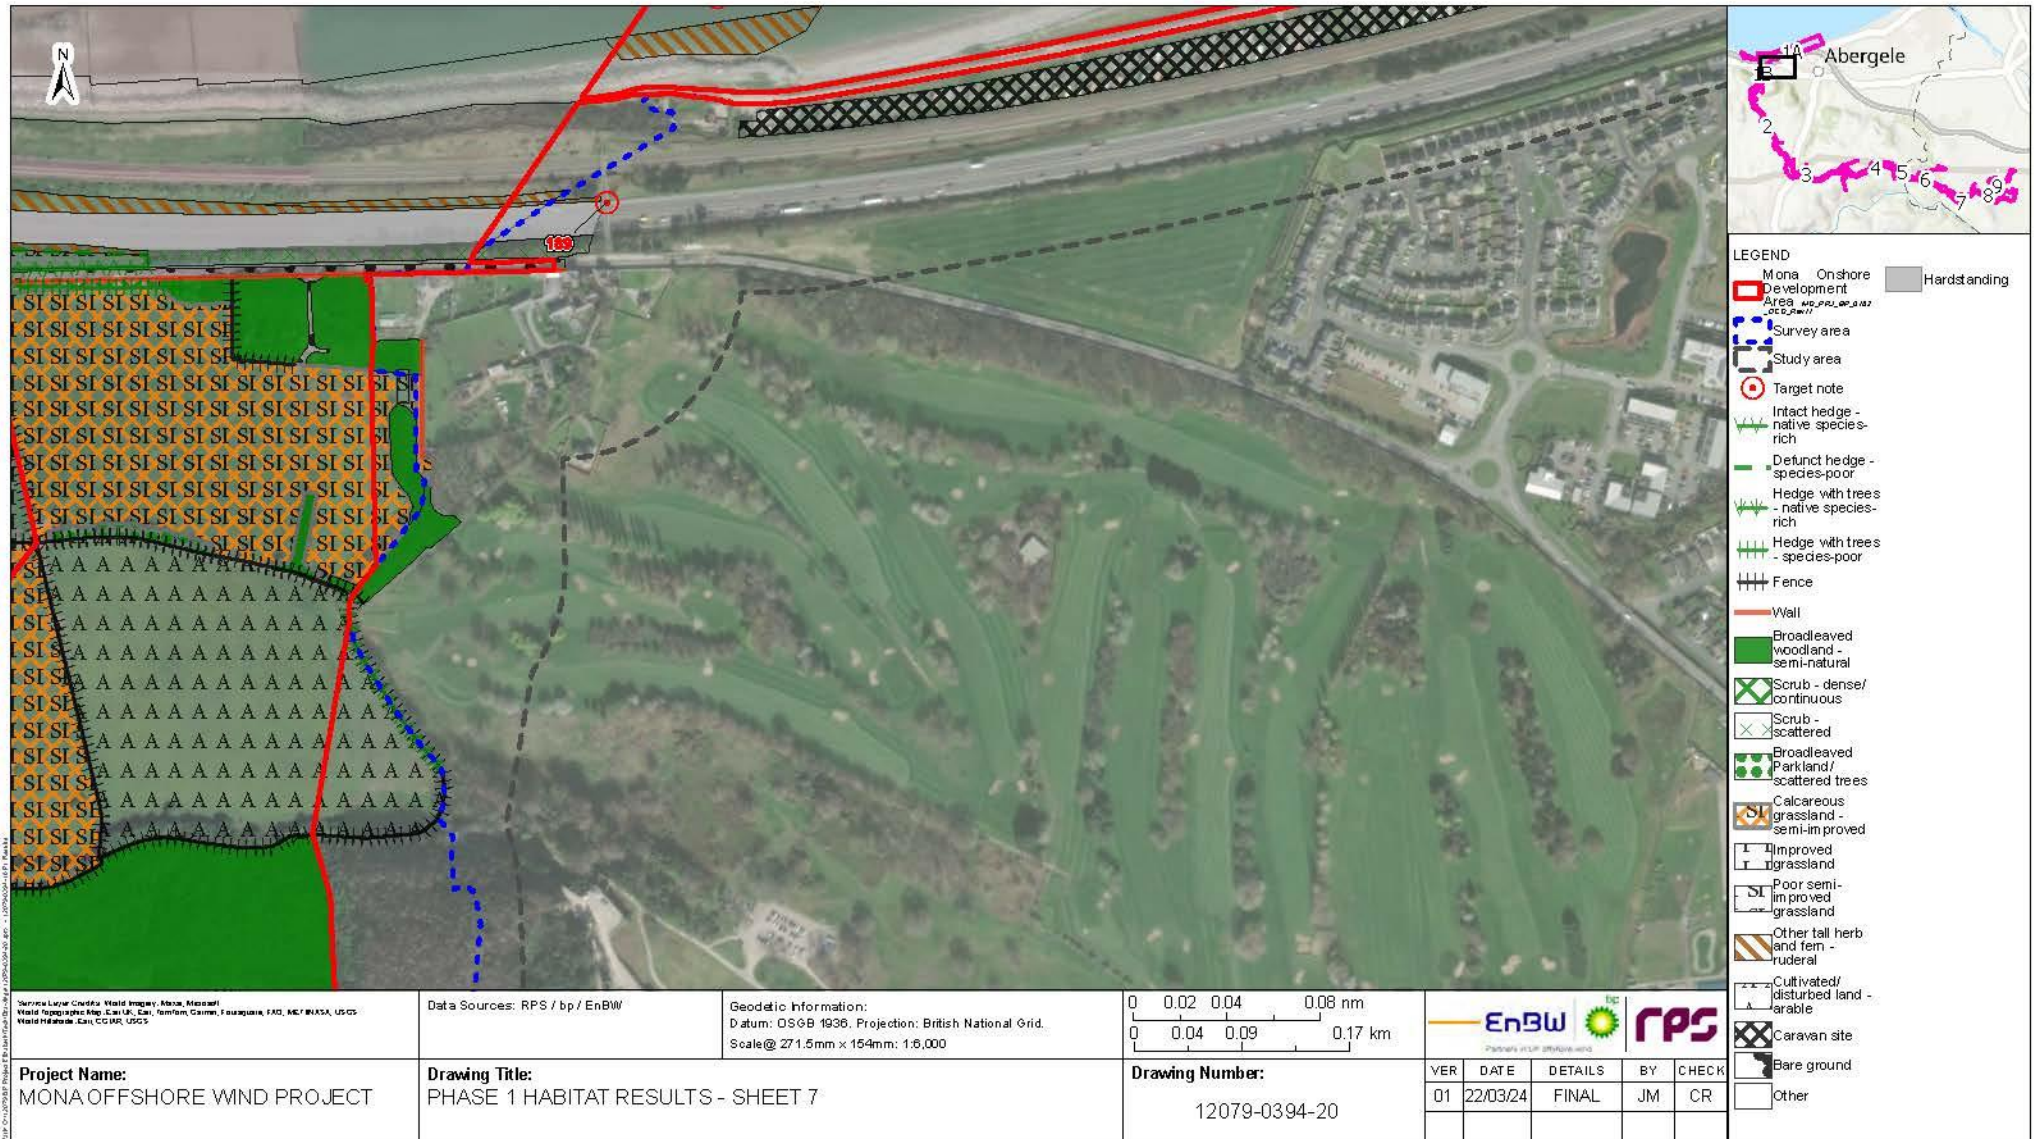 N
189
1A
Abergele
1B
2
3
4
5
6
7
8
9
LEGEND
Mona Onshore
Development
Area
Survey area
Study area
Target note
Intact hedge -
native species-
rich
Defunct hedge -
species-poor
Hedge with trees
- native species-
rich
Hedge with trees
- species-poor
Fence
Wall
Broadleaved
woodland -
semi-natural
Scrub - dense/
continuous
Scrub -
scattered
Broadleaved
Parkland/
scattered trees
Calcareous
grassland -
semi-improved
Improved
grassland
Poor semi-
improved
grassland
Other tall herb
and fern -
ruderal
Cultivated/
disturbed land -
arable
Caravan site
Bare ground
Other
Hardstanding
Data Sources: RPS / bp / EnBW
Geodetic Information:
Datum: OSGB 1936. Projection: British National Grid.
Scale@ 271.5mm x 154mm: 1:6,000
0 0.02 0.04 0.08 nm
0 0.04 0.09 0.17 km
EnBW bp rps
Project Name:
MONA OFFSHORE WIND PROJECT
Drawing Title:
PHASE 1 HABITAT RESULTS - SHEET 7
Drawing Number:
12079-0394-20
VER DATE DETAILS BY CHECK
01 22/03/24 FINAL JM CR